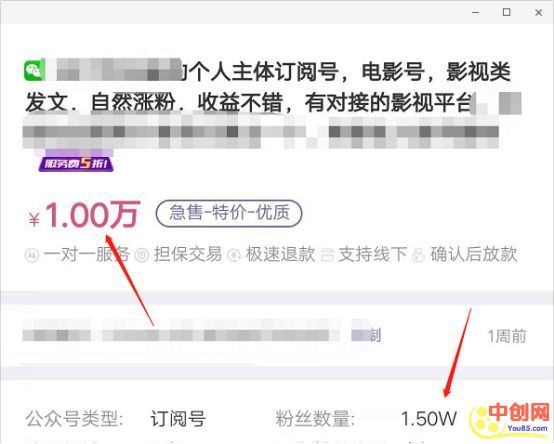 的个人主体订阅号，电影号，影视类
发文，自然涨粉，收益不错，有对接的影视平台
服务费5折!
¥1.00万 急售-特价-优质
一对一服务 担保交易 极速退款 支持线下 确认后放款
制 1周前
公众号类型: 订阅号 粉丝数量: 1.50W
中创网
You85.com